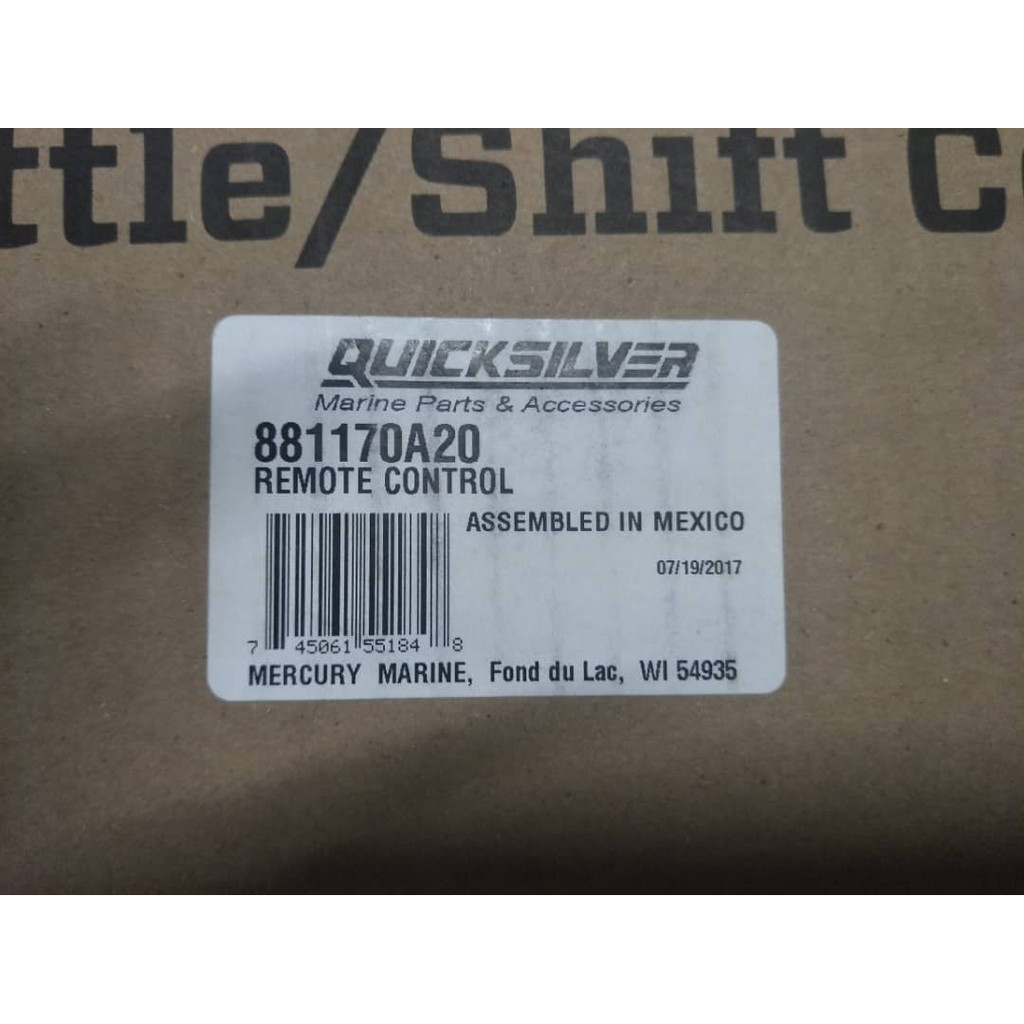 ttle/Shift C
QUICKSILVER
Marine Parts & Accessories
881170A20
REMOTE CONTROL
ASSEMBLED IN MEXICO
07/19/2017
7 45061 55184 8
MERCURY MARINE, Fond du Lac, WI 54935